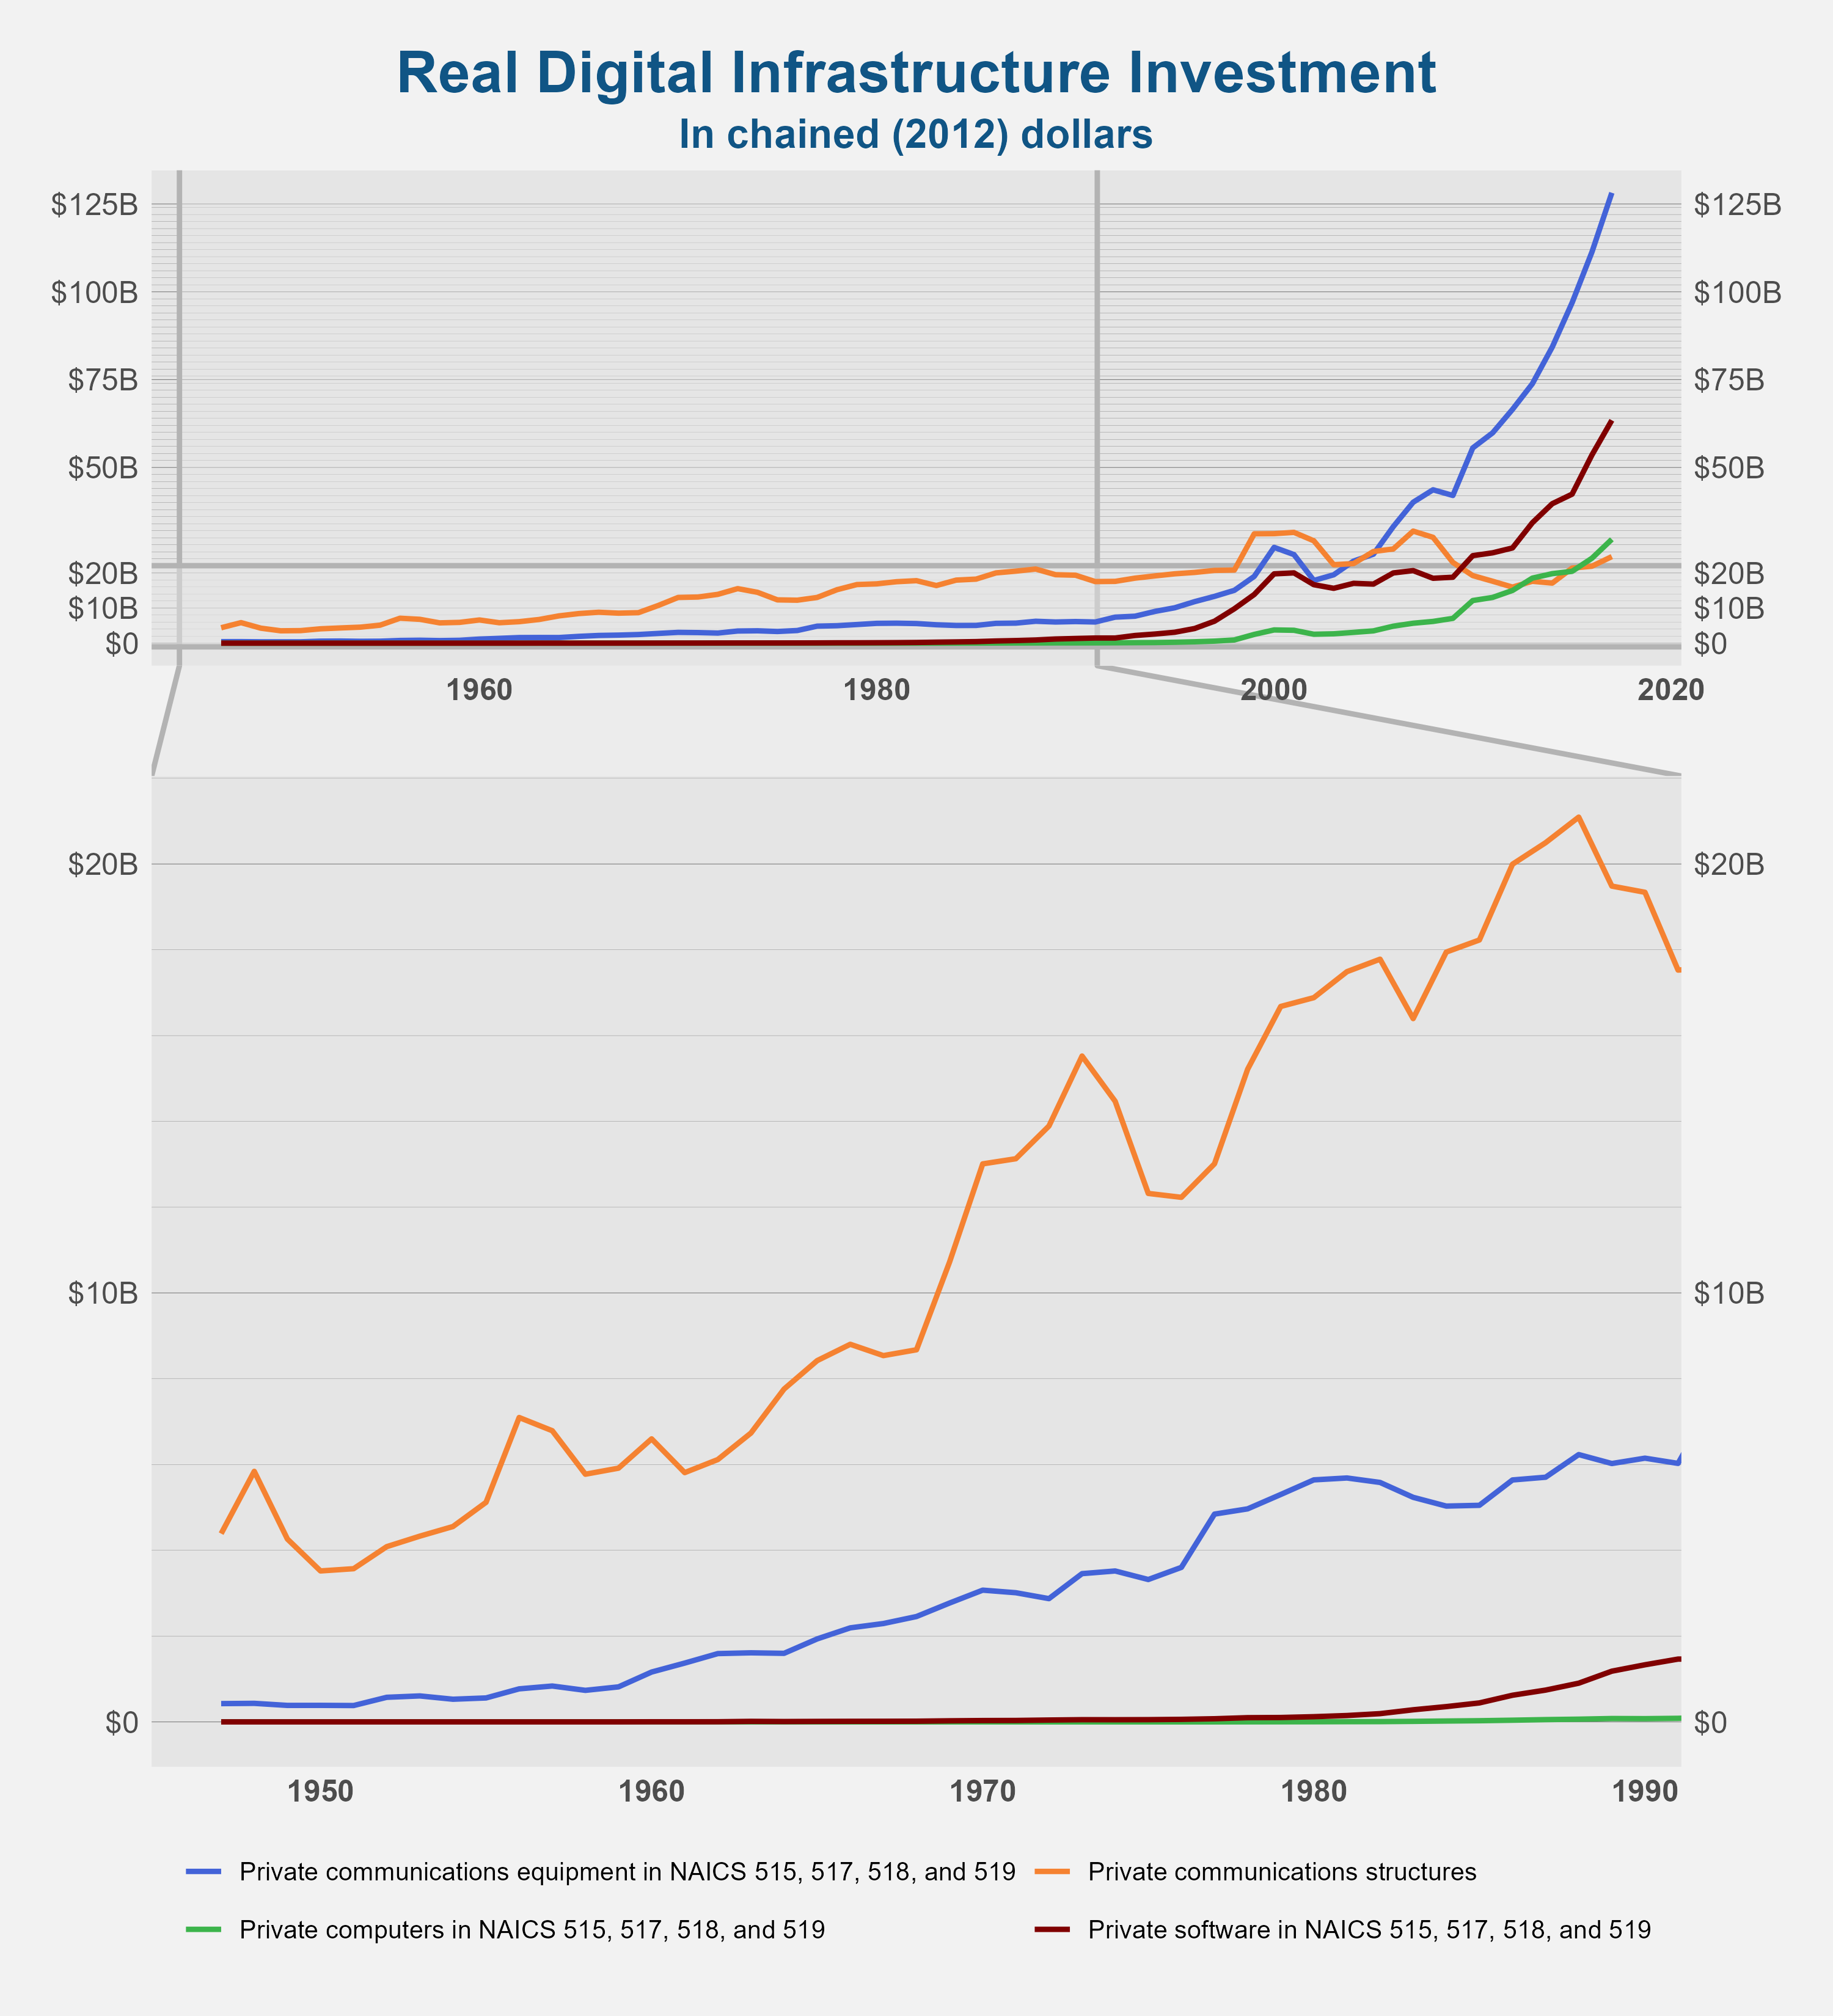 Real Digital Infrastructure Investment
In chained (2012) dollars
$125B $125B
$100B $100B
$75B $75B
$50B $50B
$20B $20B
$10B $10B
$0 $0
1960 1980 2000 2020
$20B $20B
$10B $10B
$0 $0
1950 1960 1970 1980 1990
Private communications equipment in NAICS 515, 517, 518, and 519 Private communications structures
Private computers in NAICS 515, 517, 518, and 519 Private software in NAICS 515, 517, 518, and 519